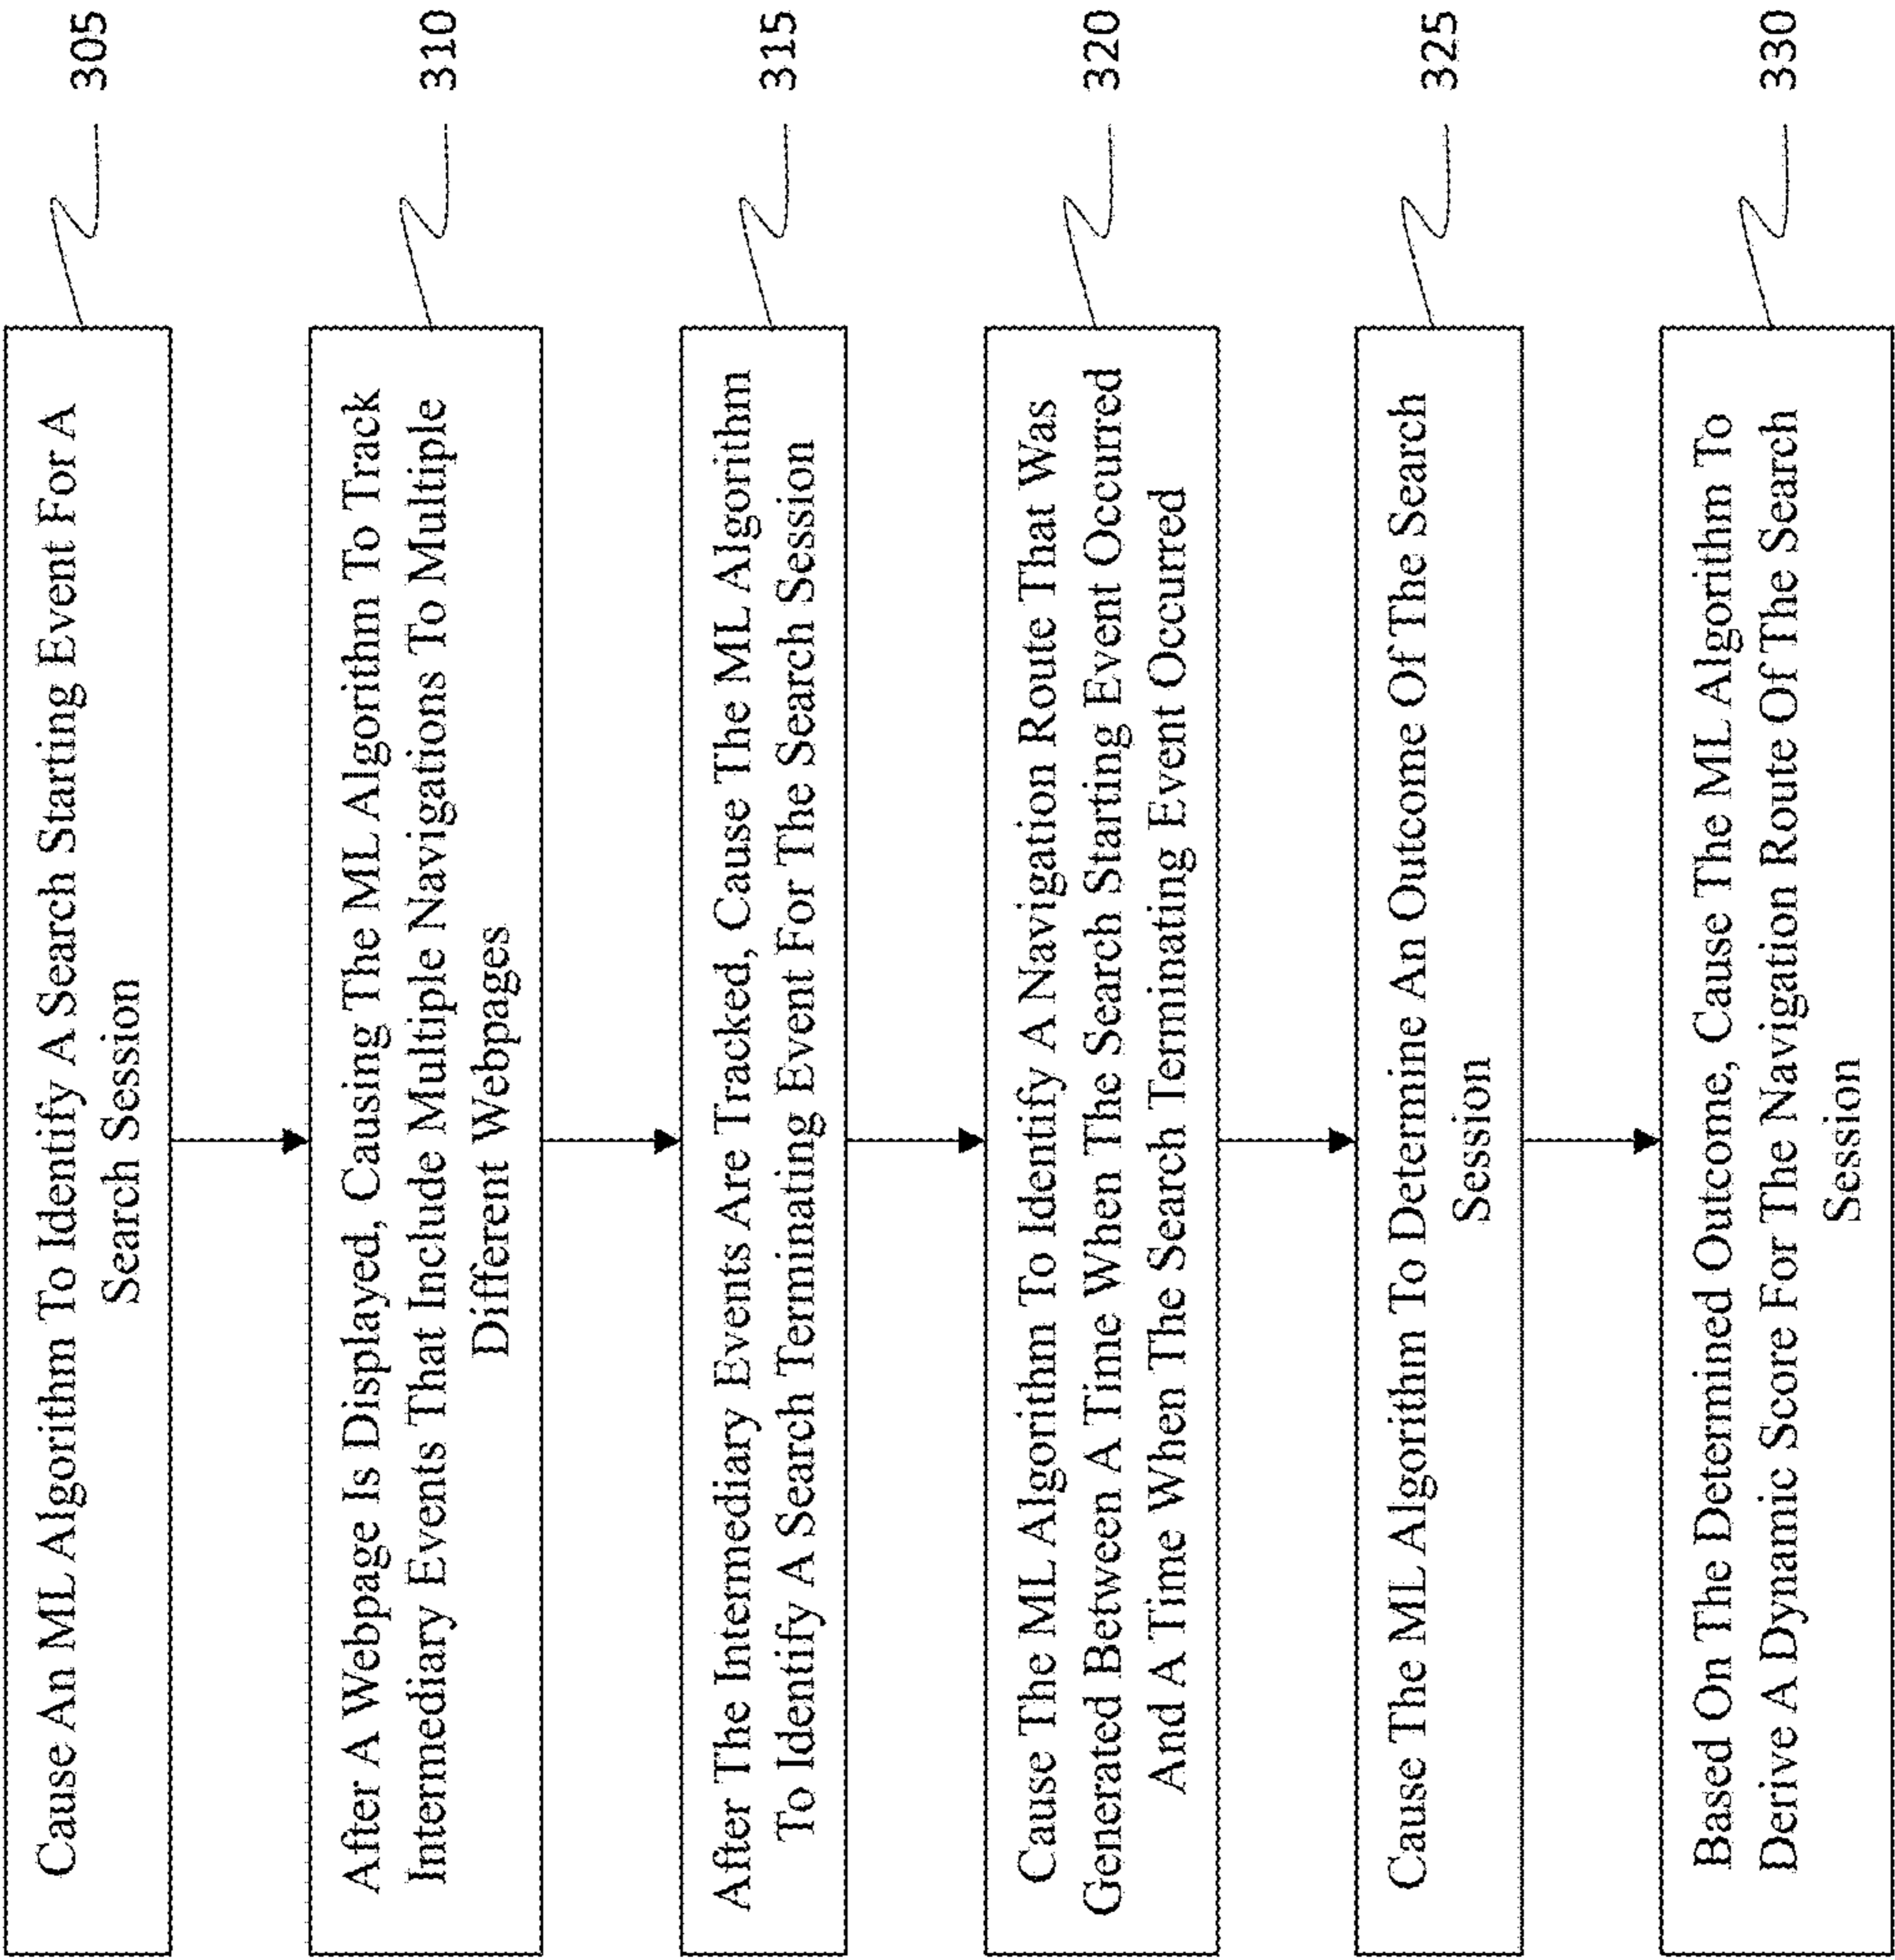 Cause An ML Algorithm To Identify A Search Starting Event For A
Search Session
305
After A Webpage Is Displayed, Causing The ML Algorithm To Track
Intermediary Events That Include Multiple Navigations To Multiple
Different Webpages
310
After The Intermediary Events Are Tracked, Cause The ML Algorithm
To Identify A Search Terminating Event For The Search Session
315
Cause The ML Algorithm To Identify A Navigation Route That Was
Generated Between A Time When The Search Starting Event Occurred
And A Time When The Search Terminating Event Occurred
320
Cause The ML Algorithm To Determine An Outcome Of The Search
Session
325
Based On The Determined Outcome, Cause The ML Algorithm To
Derive A Dynamic Score For The Navigation Route Of The Search
Session
330